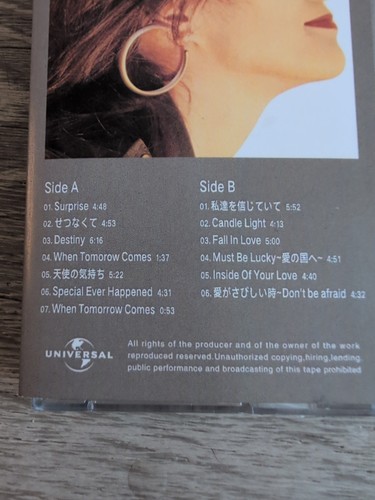 Side A
01. Surprise 4:48
02. せつなくて 4:53
03. Destiny 6:16
04. When Tomorow Comes 1:37
05. 天使の気持ち 5:22
06. Special Ever Happened 4:31
07. When Tomorrow Comes 0:53
Side B
01. 私達を信じていて 5:52
02. Candle Light 4:13
03. Fall In Love 5:00
04. Must Be Lucky~愛の国へ~ 4:51
05. Inside Of Your Love 4:40
06. 愛がさびしい時~Don't be afraid 4:32
UNIVERSAL
All rights of the producer and of the owner of the work
reproduced reserved.Unauthorized copying,hiring,lending,
public performance and broadcasting of this tape prohibited